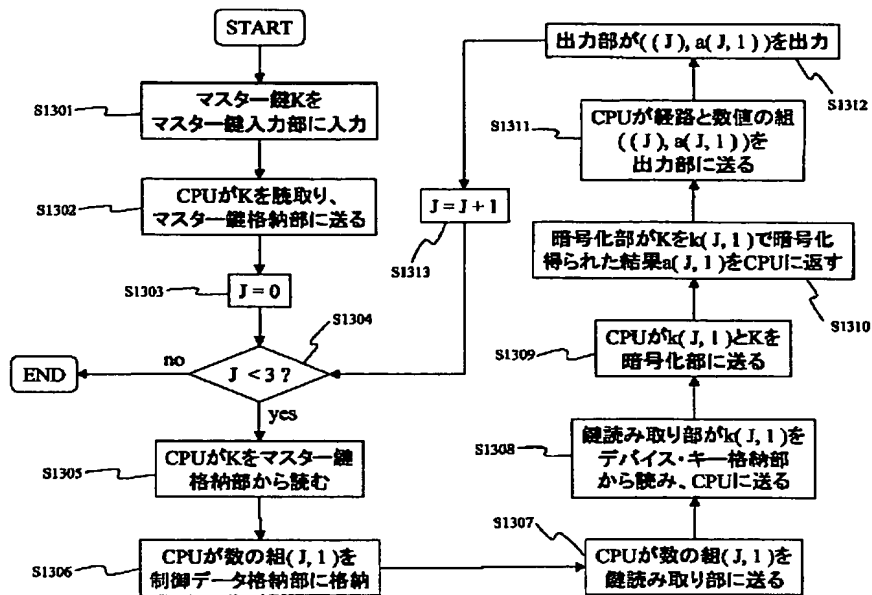 START
S1301
マスター鍵Kを
マスター鍵入力部に入力
S1302
CPUがKを読取り、
マスター鍵格納部に送る
S1303
J = 0
S1304
J < 3 ?
no
END
yes
S1305
CPUがKをマスター鍵
格納部から読む
S1306
CPUが数の組(J, 1)を
制御データ格納部に格納
S1307
CPUが数の組(J, 1)を
鍵読み取り部に送る
S1308
鍵読み取り部がk(J, 1)を
デバイス・キー格納部
から読み、CPUに送る
S1309
CPUがk(J, 1)とKを
暗号化部に送る
S1310
暗号化部がKをk(J, 1)で暗号化
得られた結果a(J, 1)をCPUに返す
S1311
CPUが経路と数値の組
((J), a(J, 1))を
出力部に送る
S1312
出力部が((J), a(J, 1))を出力
S1313
J = J + 1